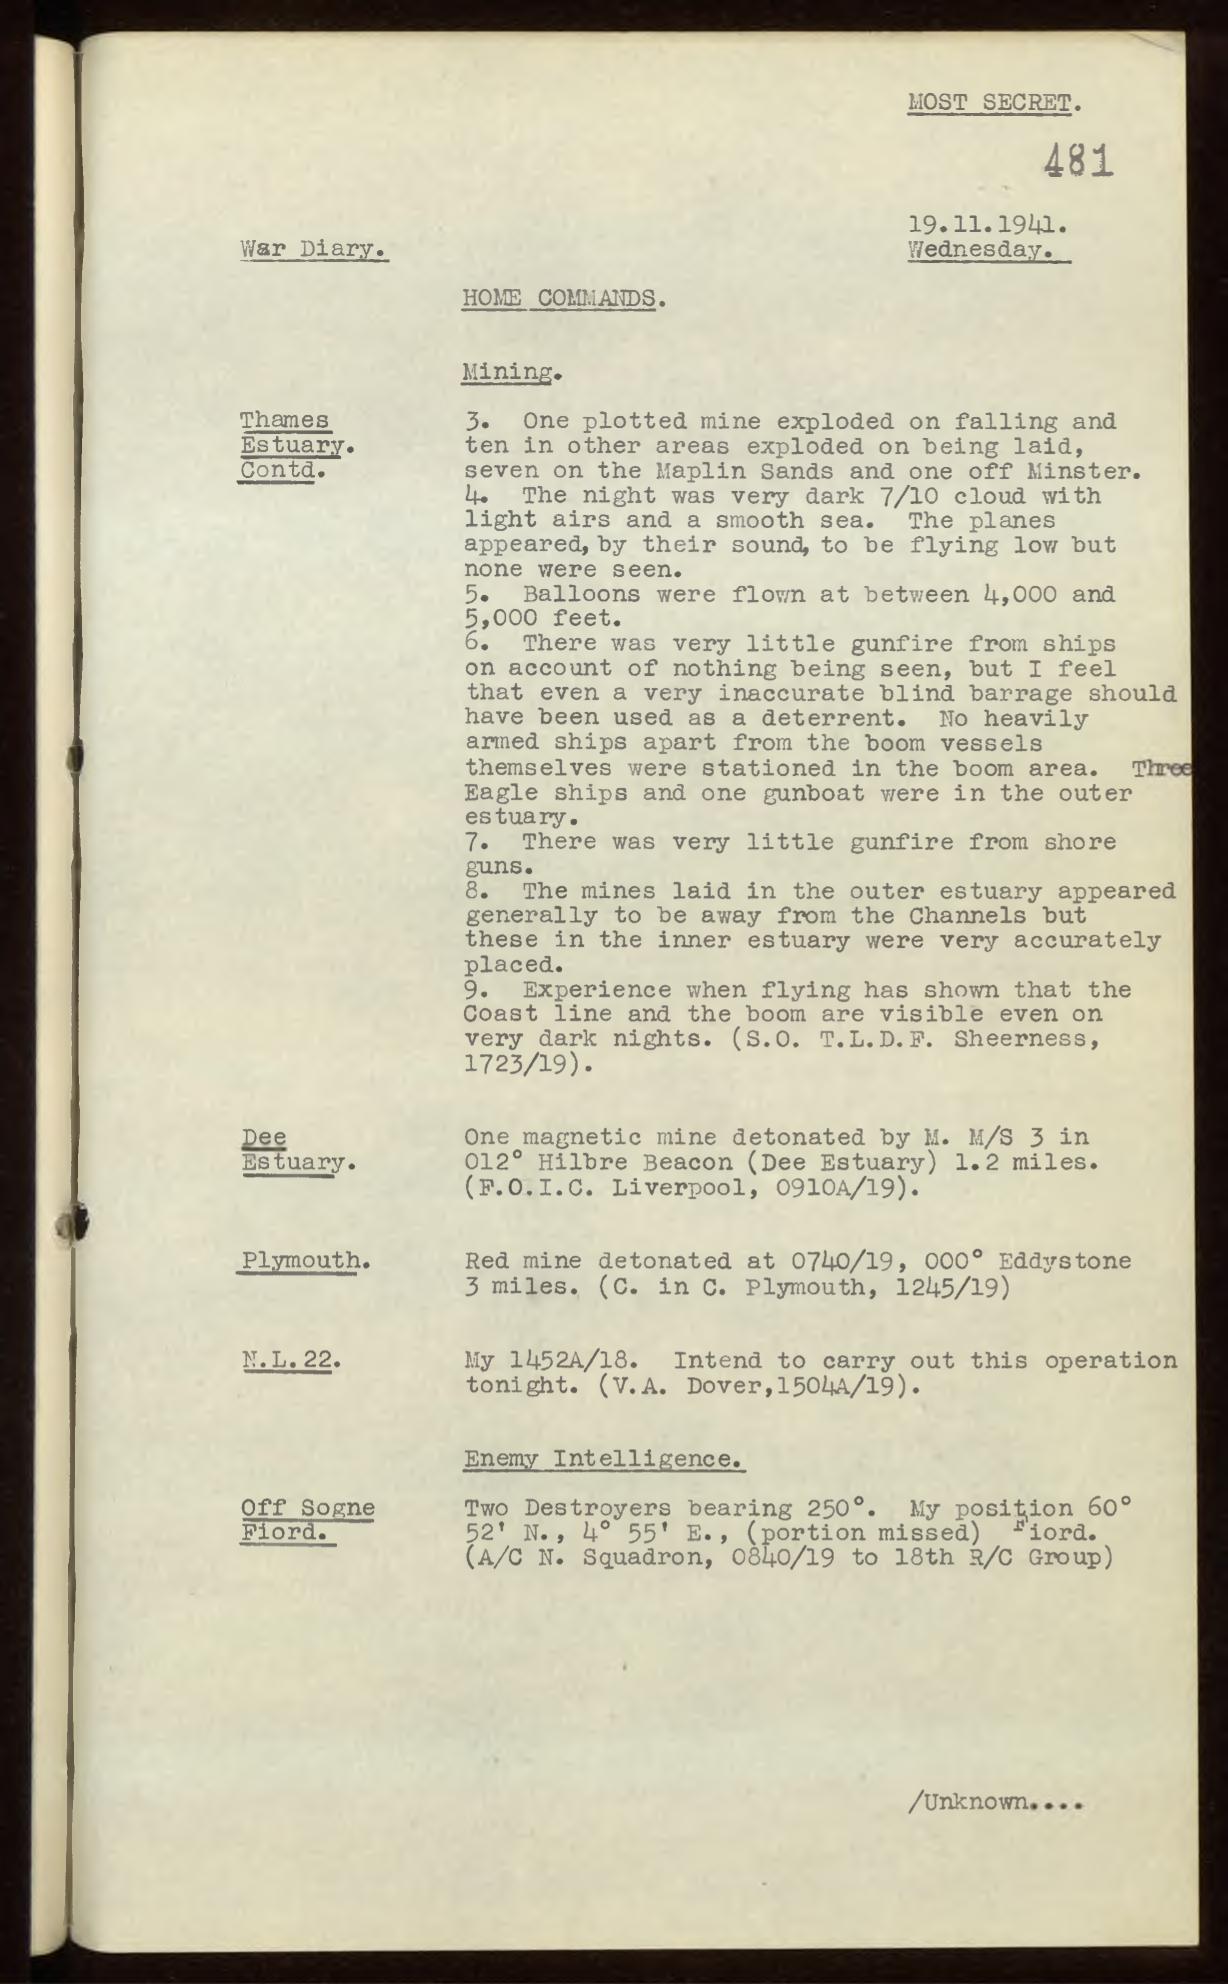 MOST SECRET.
481
19.11.1941.
War Diary.
Wednesday.
HOME COMMANDS.
Mining.
Thames
Estuary.
Contd.
3. One plotted mine exploded on falling and
ten in other areas exploded on being laid,
seven on the Maplin Sands and one off Minster.
4. The night was very dark 7/10 cloud with
light airs and a smooth sea. The planes
appeared, by their sound, to be flying low but
none were seen.
5. Balloons were flown at between 4,000 and
5,000 feet.
6. There was very little gunfire from ships
on account of nothing being seen, but I feel
that even a very inaccurate blind barrage should
have been used as a deterrent. No heavily
armed ships apart from the boom vessels
themselves were stationed in the boom area. Three
Eagle ships and one gunboat were in the outer
estuary.
7. There was very little gunfire from shore
guns.
8. The mines laid in the outer estuary appeared
generally to be away from the Channels but
these in the inner estuary were very accurately
placed.
9. Experience when flying has shown that the
Coast line and the boom are visible even on
very dark nights. (S.O. T.L.D.F. Sheerness,
1723/19).
Dee
Estuary.
One magnetic mine detonated by M. M/S 3 in
012° Hilbre Beacon (Dee Estuary) 1.2 miles.
(F.O.I.C. Liverpool, 0910A/19).
Plymouth.
Red mine detonated at 0740/19, 000° Eddystone
3 miles. (C. in C. Plymouth, 1245/19)
N.L.22.
My 1452A/18. Intend to carry out this operation
tonight. (V.A. Dover,1504A/19).
Enemy Intelligence.
Off Sogne
Fiord.
Two Destroyers bearing 250°. My position 60°
52' N., 4° 55' E., (portion missed) Fiord.
(A/C N. Squadron, 0840/19 to 18th R/C Group)
/Unknown....